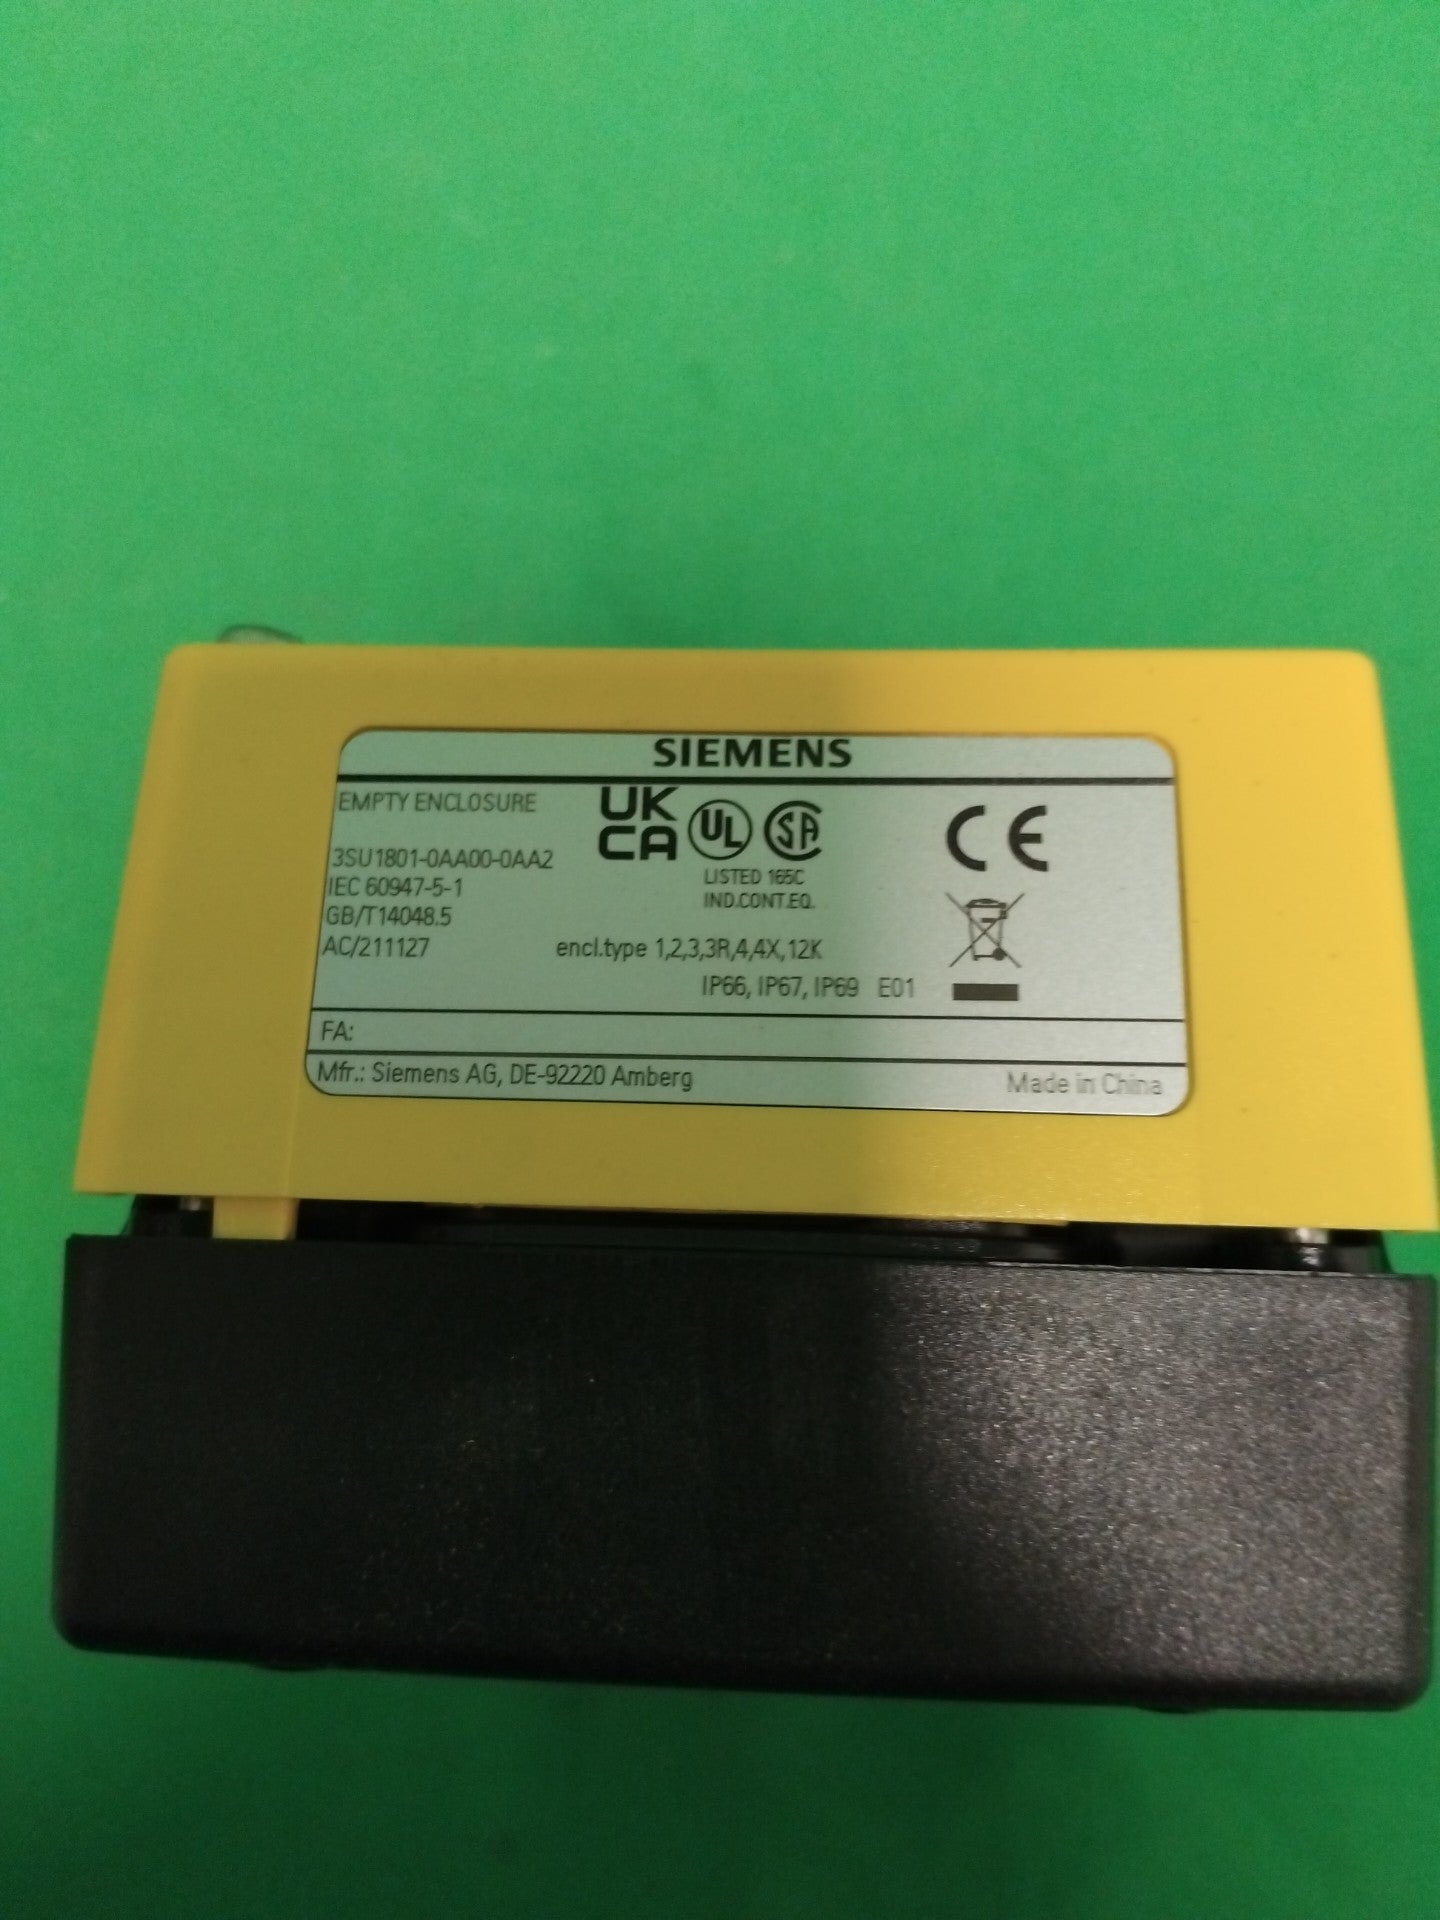 SIEMENS
EMPTY ENCLOSURE
UK
CA
UL
SA
CE
3SU1801-0AA00-0AA2
LISTED 165C
IEC 60947-5-1
IND.CONT.EQ.
GB/T14048.5
AC/211127
encl.type 1,2,3,3R,4,4X,12K
IP66, IP67, IP69 E01
FA:
Mfr.: Siemens AG, DE-92220 Amberg
Made in China